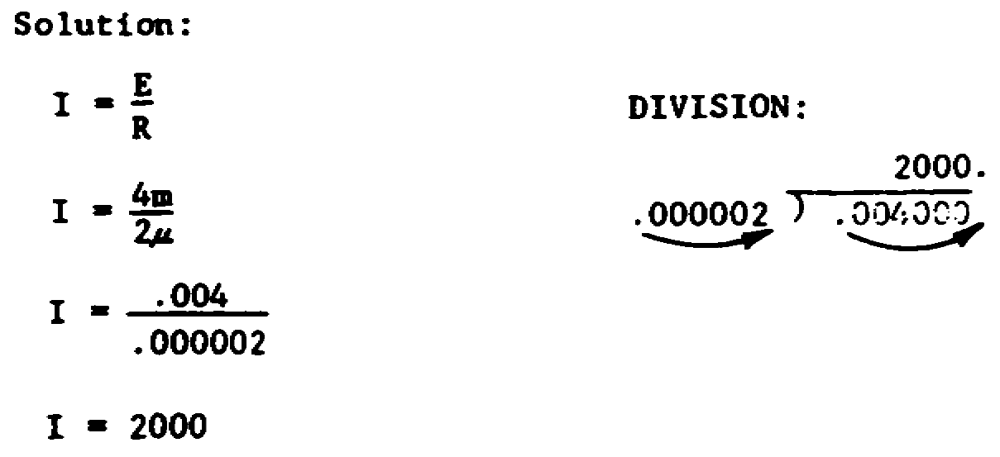 Solution:
I = E/R
I = 4m/2μ
I = .004/.000002
I = 2000
DIVISION:
2000.
.000002 ) .004000